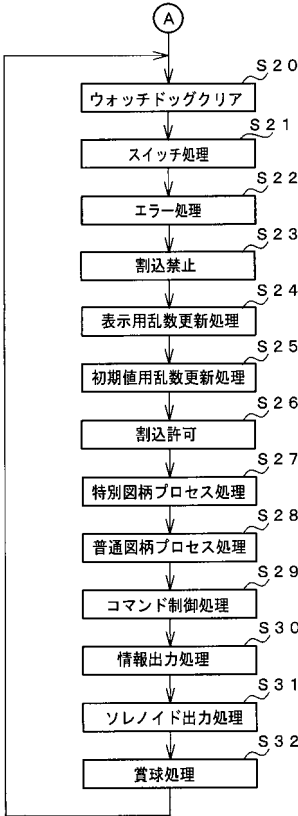 A
S20
ウォッチドッグクリア
S21
スイッチ処理
S22
エラー処理
S23
割込禁止
S24
表示用乱数更新処理
S25
初期値用乱数更新処理
S26
割込許可
S27
特別図柄プロセス処理
S28
普通図柄プロセス処理
S29
コマンド制御処理
S30
情報出力処理
S31
ソレノイド出力処理
S32
賞球処理